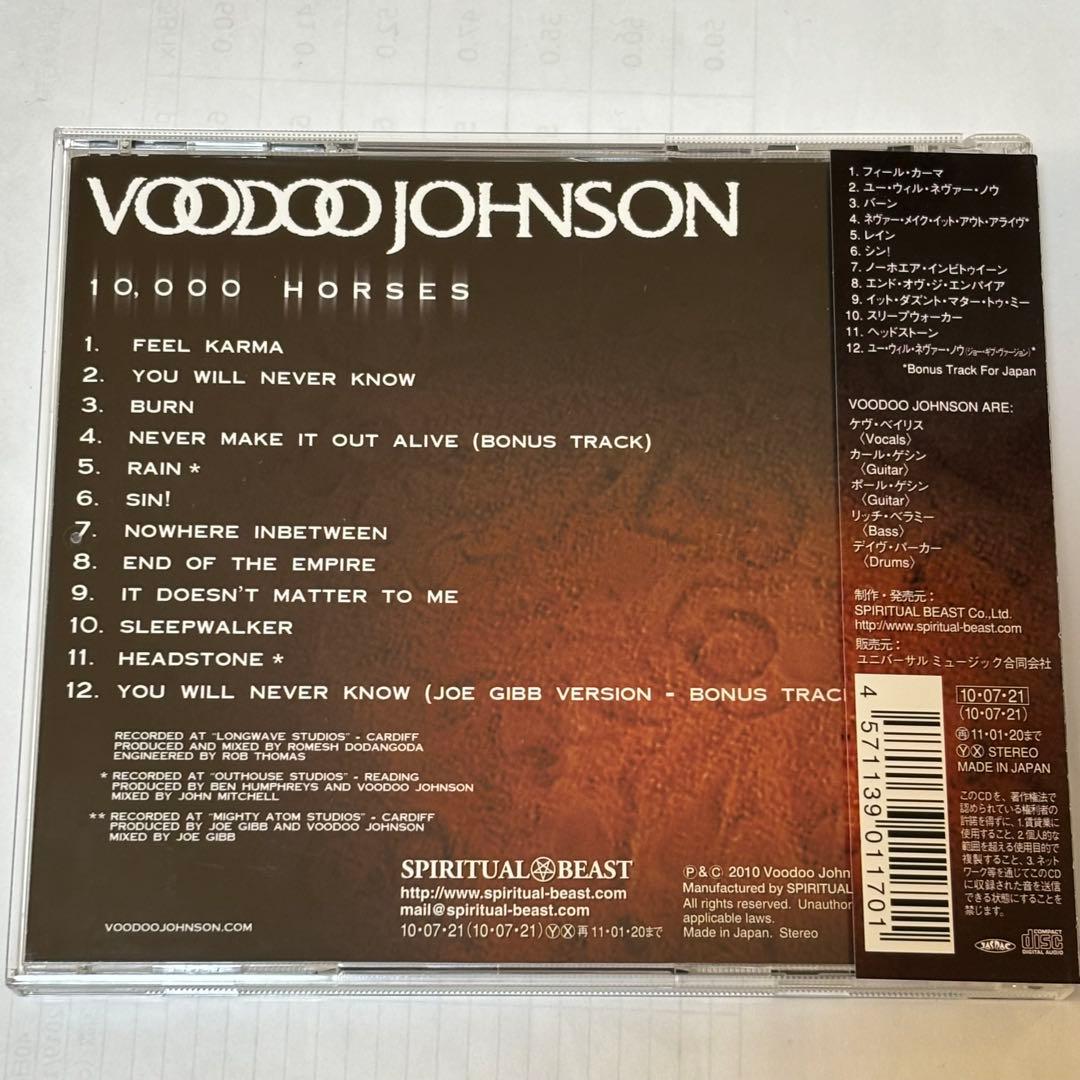 VOODOO JOHNSON
10,000 HORSES
1. FEEL KARMA
2. YOU WILL NEVER KNOW
3. BURN
4. NEVER MAKE IT OUT ALIVE (BONUS TRACK)
5. RAIN *
6. SIN!
7. NOWHERE INBETWEEN
8. END OF THE EMPIRE
9. IT DOESN'T MATTER TO ME
10. SLEEPWALKER
11. HEADSTONE *
12. YOU WILL NEVER KNOW (JOE GIBB VERSION - BONUS TRAC
RECORDED AT "LONGWAVE STUDIOS" - CARDIFF
PRODUCED AND MIXED BY ROMESH DODANGODA
ENGINEERED BY ROB THOMAS
* RECORDED AT "OUTHOUSE STUDIOS" - READING
PRODUCED BY BEN HUMPHREYS AND VOODOO JOHNSON
MIXED BY JOHN MITCHELL
** RECORDED AT "MIGHTY ATOM STUDIOS" - CARDIFF
PRODUCED BY JOE GIBB AND VOODOO JOHNSON
MIXED BY JOE GIBB
VOODOOJOHNSON.COM
SPIRITUAL BEAST
http://www.spiritual-beast.com
mail@spiritual-beast.com
10・07・21(10・07・21)ⓎⓍ再11・01・20まで
Ⓟ&Ⓒ 2010 Voodoo John
Manufactured by SPIRITUAL
All rights reserved. Unauthor
applicable laws.
Made in Japan. Stereo
1. フィール・カーマ
2. ユー・ウィル・ネヴァー・ノウ
3. バーン
4. ネヴァー・メイク・イット・アウト・アライヴ*
5. レイン
6. シン!
7. ノーホエア・インビトゥイーン
8. エンド・オヴ・ジ・エンパイア
9. イット・ダズント・マター・トゥ・ミー
10. スリープウォーカー
11. ヘッドストーン
12. ユー・ウィル・ネヴァー・ノウ(ジョー・ギブ・ヴァージョン)*
*Bonus Track For Japan
VOODOO JOHNSON ARE:
ケヴ・ベイリス
〈Vocals〉
カール・ゲシン
〈Guitar〉
ポール・ゲシン
〈Guitar〉
リッチ・ベラミー
〈Bass〉
デイヴ・パーカー
〈Drums〉
制作・発売元:
SPIRITUAL BEAST Co.,Ltd.
http://www.spiritual-beast.com
販売元:
ユニバーサル ミュージック合同会社
4 571139 011701
10・07・21
(10・07・21)
㊢11・01・20まで
ⓎⓍ STEREO
MADE IN JAPAN
このCDを、著作権法で
認められている権利者の
許諾を得ずに、1.賃貸業に
使用すること、2.個人的な
範囲を超える使用目的で
複製すること、3.ネット
ワーク等を通じてこのCD
に収録された音を送信
できる状態にすることを
禁じます。
JASRAC
COMPACT
disc
DIGITAL AUDIO